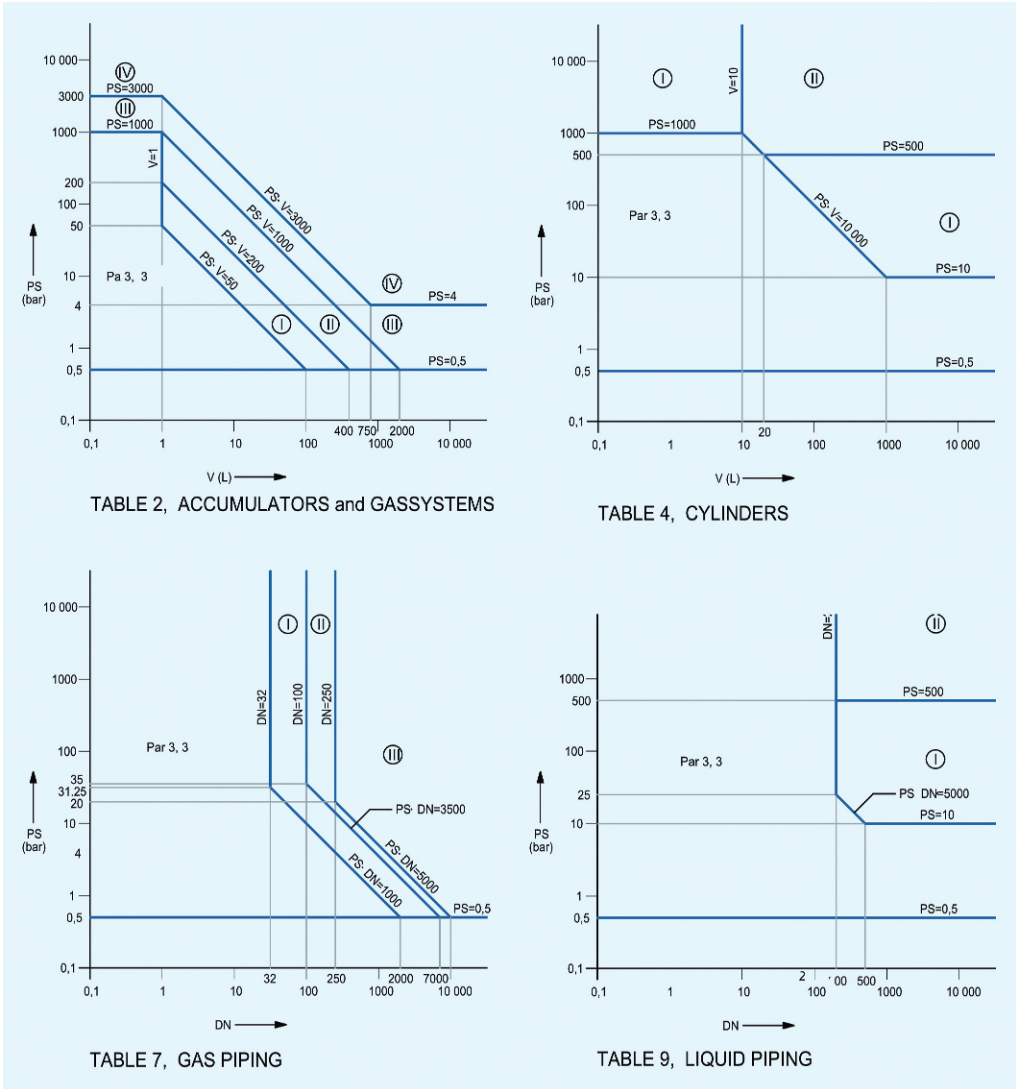 10 000
IV
PS=3000
3000
III
1000
PS=1000
V=1
200
100
50
PS· V=3000
PS· V=1000
PS· V=200
PS· V=50
PS
(bar)
Pa 3, 3
10
4
IV
PS=4
I
II
III
1
0,5
PS=0,5
0,1
400
750
2000
0,1
1
10
100
1000
10 000
V (L)
TABLE 2, ACCUMULATORS and GASSYSTEMS
10 000
I
V=10
II
1000
PS=1000
500
PS=500
100
Par 3, 3
PS· V=10 000
I
PS
(bar)
10
PS=10
1
0,5
PS=0,5
0,1
20
0,1
1
10
100
1000
10 000
V (L)
TABLE 4, CYLINDERS
10 000
I
II
1000
DN=32
DN=100
DN=250
100
Par 3, 3
III
35
31.25
20
10
PS
(bar)
4
PS· DN=3500
PS· DN=5000
PS· DN=1000
1
0,5
PS=0,5
0,1
32
250
2000
7000
0,1
1
10
100
1000
10 000
DN
TABLE 7, GAS PIPING
DN=
II
1000
500
PS=500
100
Par 3, 3
I
25
PS DN=5000
10
PS=10
PS
(bar)
1
0,5
PS=0,5
0,1
2
00
500
0,1
1
10
1000
10 000
DN
TABLE 9, LIQUID PIPING